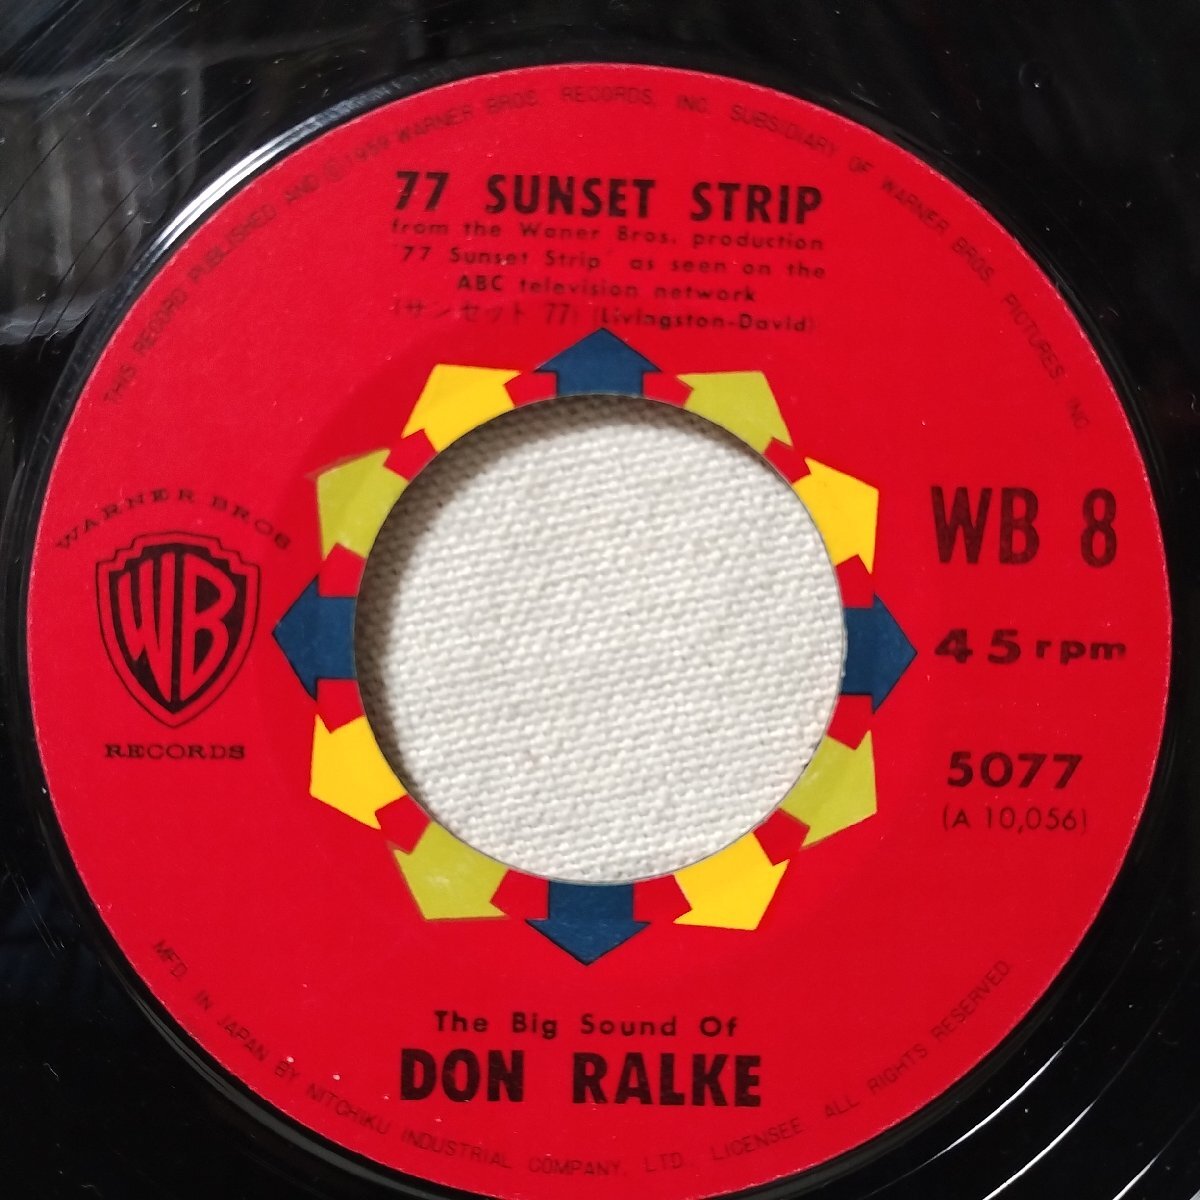 THIS RECORD PUBLISHED AND Ⓒ 1959 WARNER BROS. RECORDS, INC. SUBSIDIARY OF WARNER BROS. PICTURES INC.
77 SUNSET STRIP
from the Waner Bros. production
"77 Sunset Strip" as seen on the
ABC television network
(サンセット 77) (Livingston-David)
WARNER BROS
WB
RECORDS
WB 8
45rpm
5077
(A 10,056)
The Big Sound Of
DON RALKE
MFD. IN JAPAN BY NITCHIKU INDUSTRIAL COMPANY, LTD. LICENSEE ALL RIGHTS RESERVED.